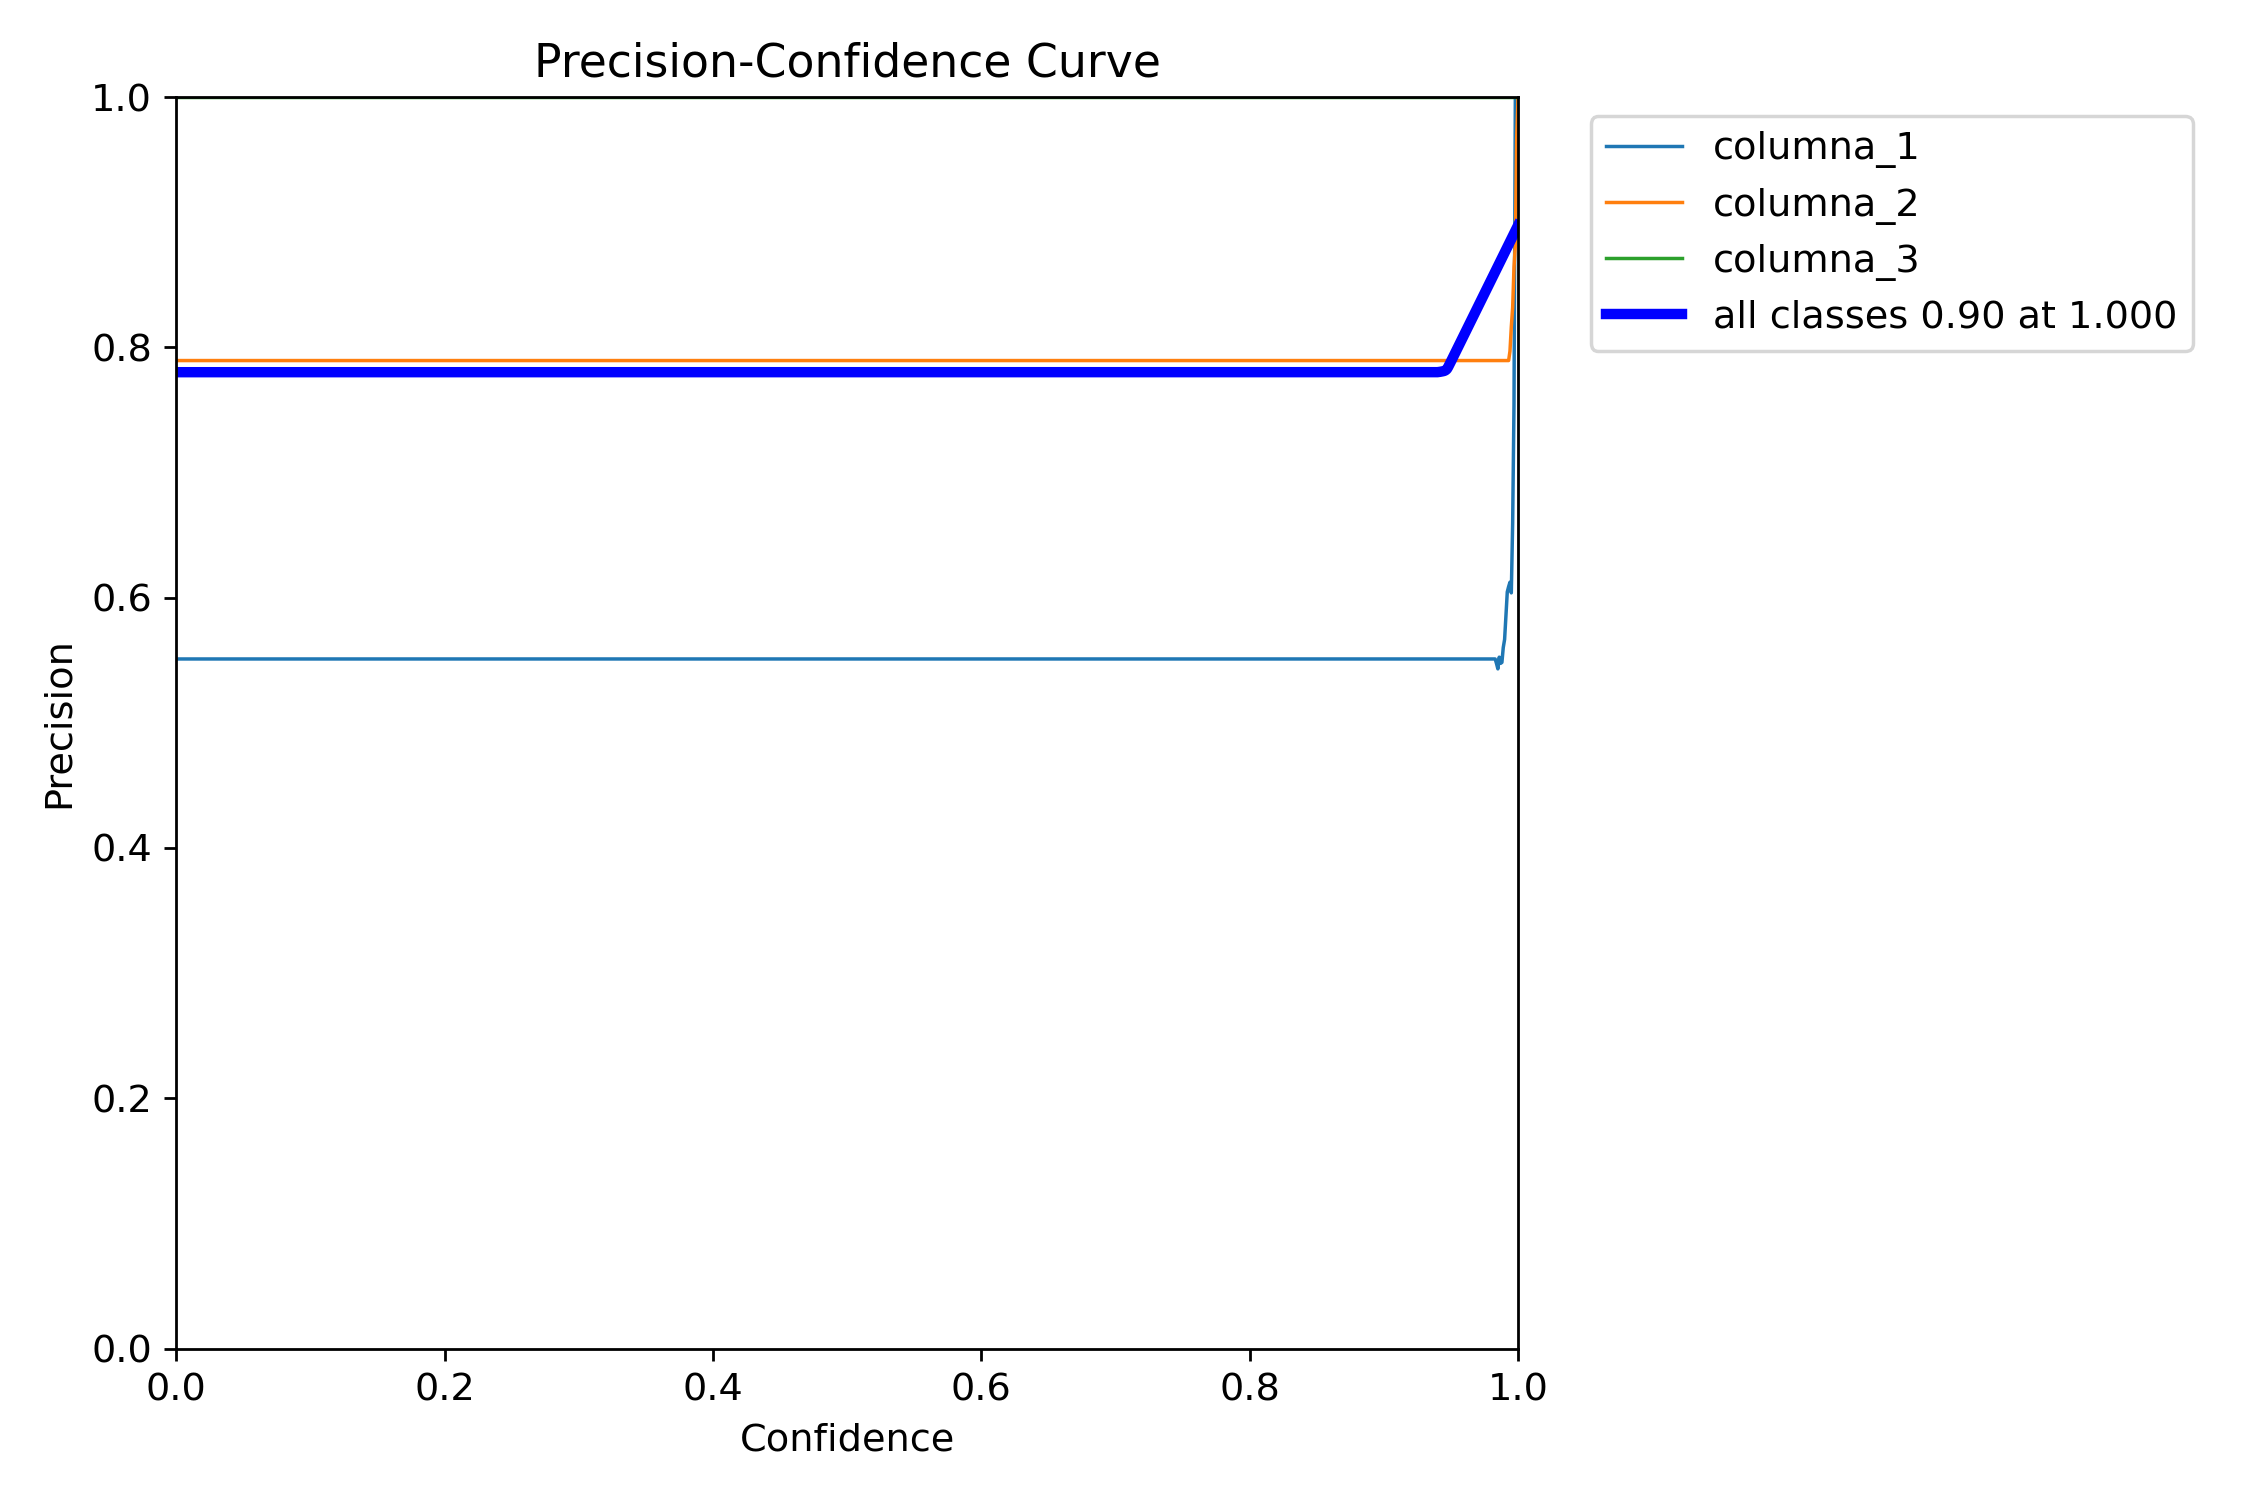 Precision-Confidence Curve
1.0
0.8
0.6
0.4
0.2
0.0
Precision
0.0 0.2 0.4 0.6 0.8 1.0
Confidence
columna_1
columna_2
columna_3
all classes 0.90 at 1.000